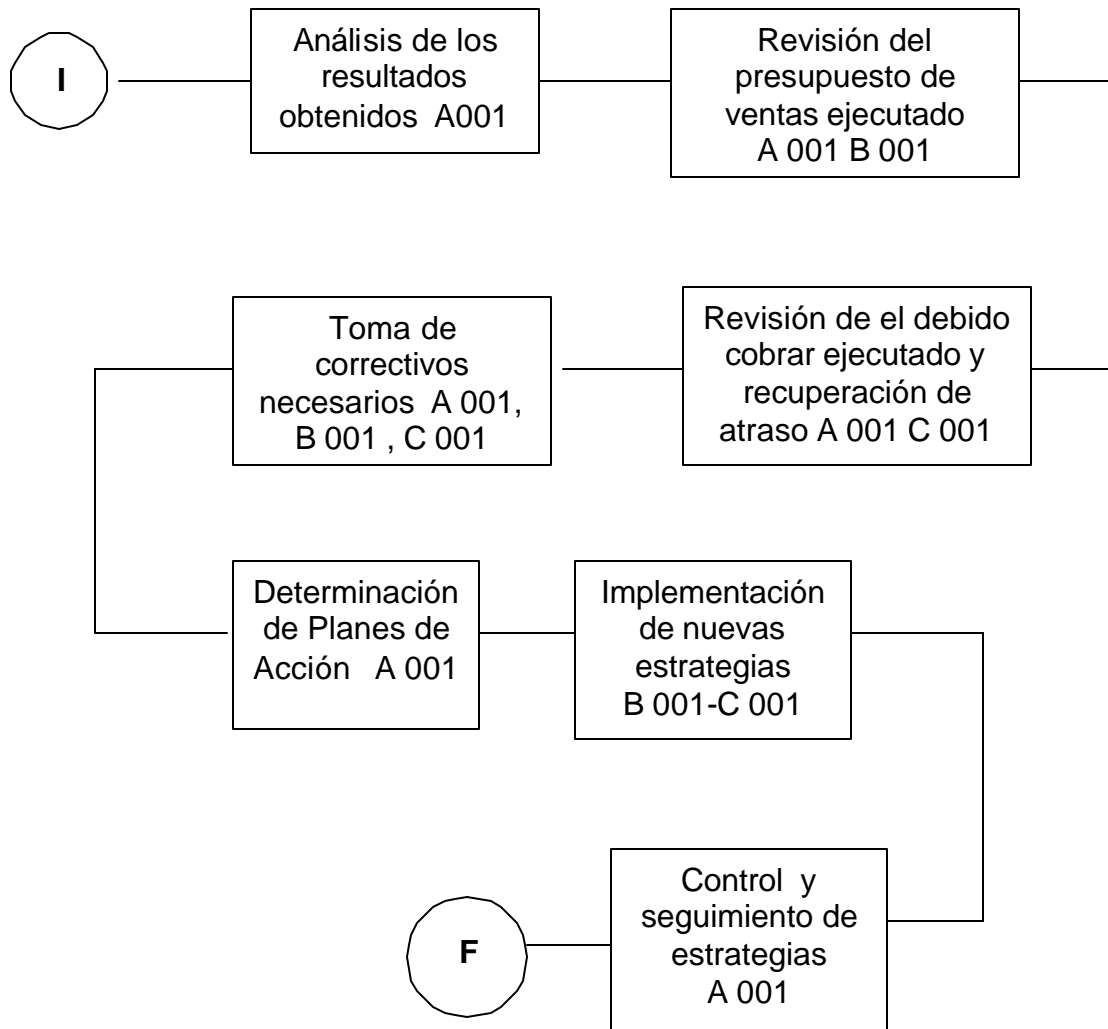 I
Análisis de los
resultados
obtenidos A001
Revisión del
presupuesto de
ventas ejecutado
A 001 B 001
Revisión de el debido
cobrar ejecutado y
recuperación de
atraso A 001 C 001
Toma de
correctivos
necesarios A 001,
B 001 , C 001
Determinación
de Planes de
Acción A 001
Implementación
de nuevas
estrategias
B 001-C 001
Control y
seguimiento de
estrategias
A 001
F